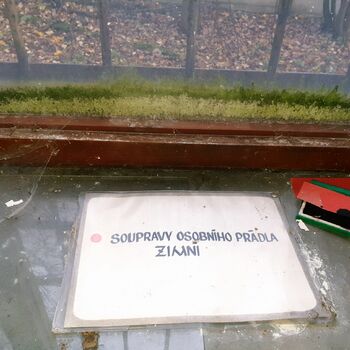 SOUPRAVY OSOBNÍHO PRÁDLA
ZIMNÍ